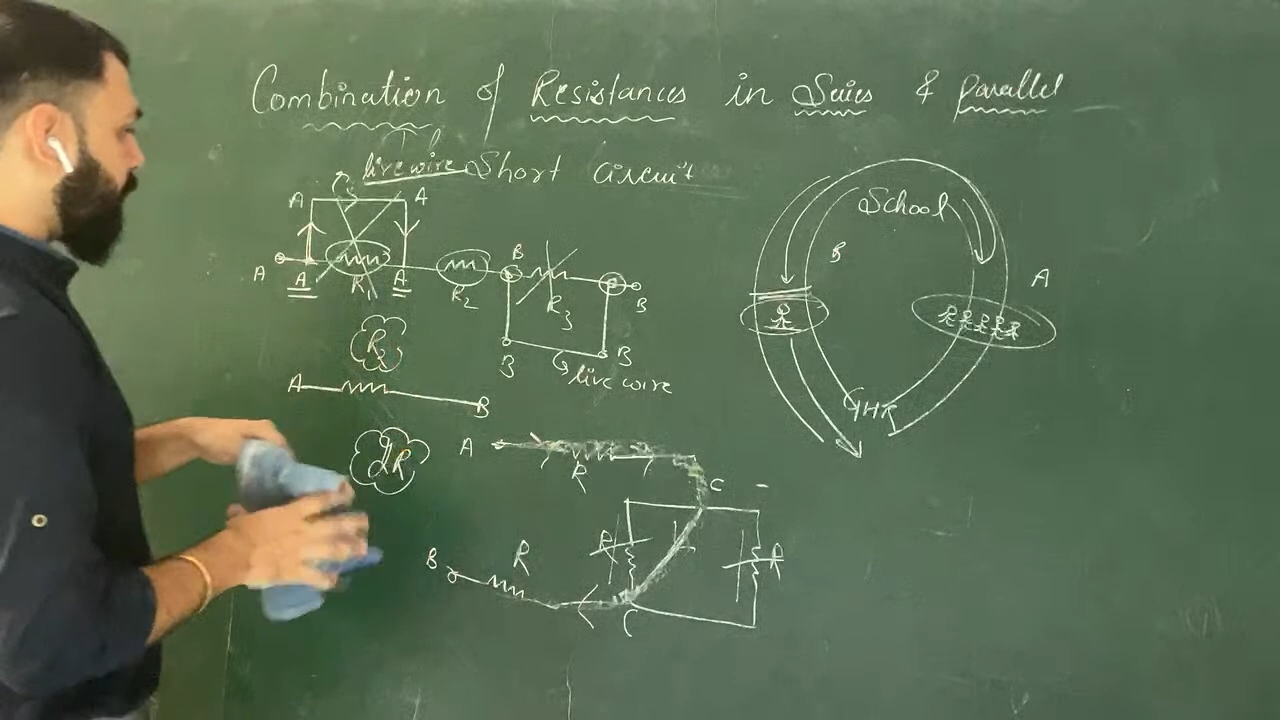 Combination of Resistances in Series & Parallel
live wire Short Circuit
A A
A A R1 A R2 B R3 B
B B
live wire
R2
A B
2R
A R C
R R
B R C
School
B A
GHR